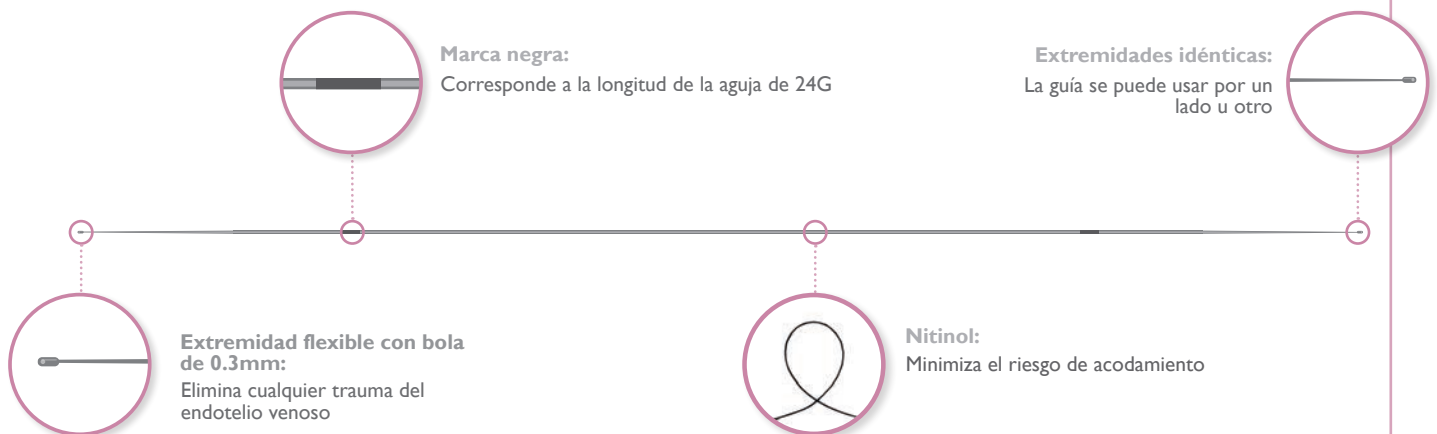 Marca negra:
Corresponde a la longitud de la aguja de 24G
Extremidades idénticas:
La guía se puede usar por un
lado u otro
Extremidad flexible con bola
de 0.3mm:
Elimina cualquier trauma del
endotelio venoso
Nitinol:
Minimiza el riesgo de acodamiento